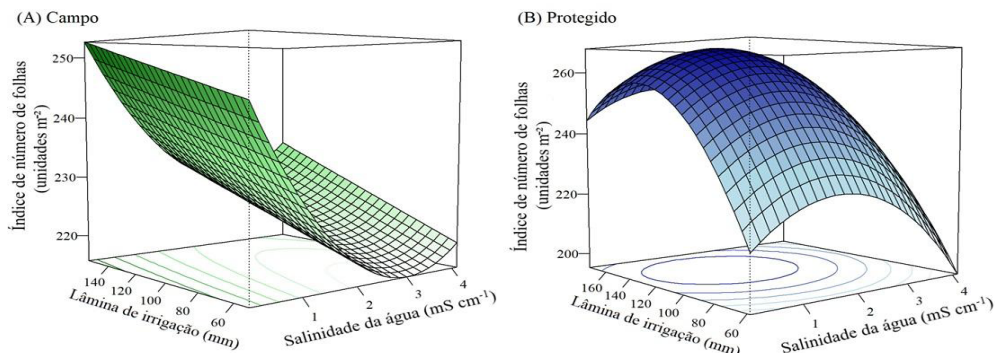 (A) Campo
250
240
230
220
Índice de número de folhas
(unidades m⁻²)
140
120
100
80
60
Lâmina de irrigação (mm)
1
2
3
4
Salinidade da água (mS cm⁻¹)
(B) Protegido
260
240
220
200
Índice de número de folhas
(unidades m⁻²)
160
140
120
100
80
60
Lâmina de irrigação (mm)
1
2
3
4
Salinidade da água (mS cm⁻¹)